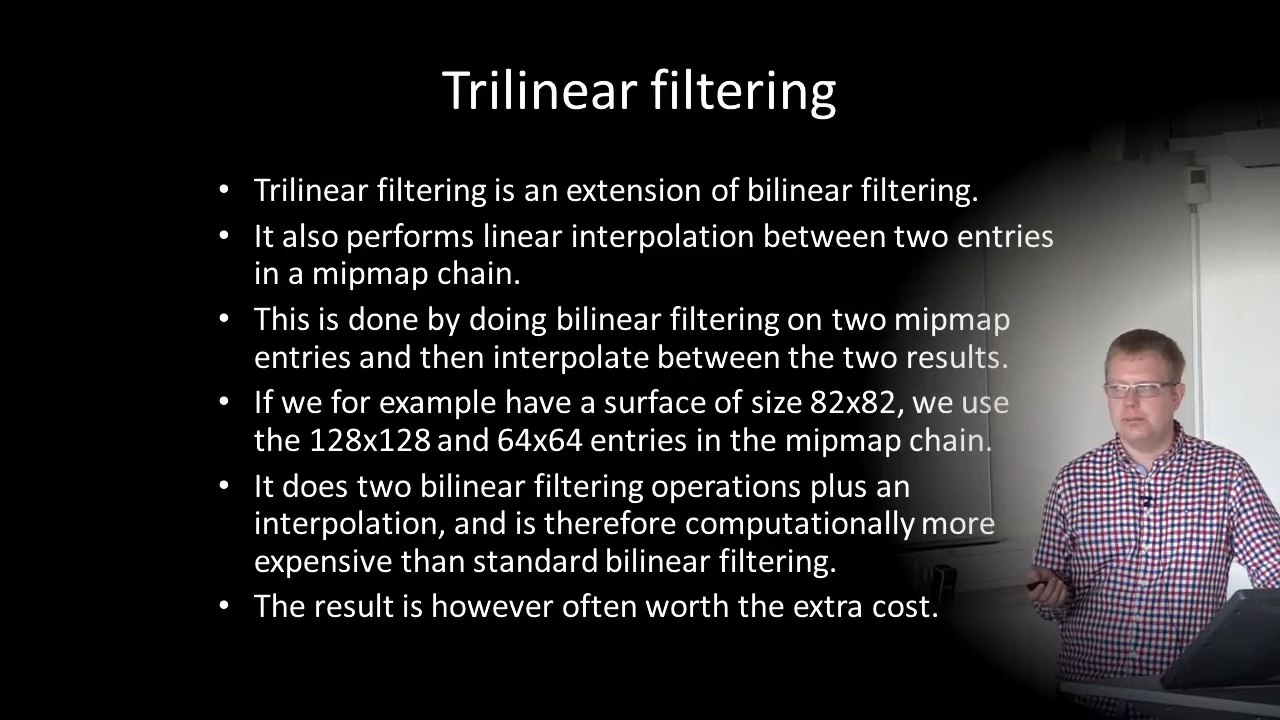 Trilinear filtering
• Trilinear filtering is an extension of bilinear filtering.
• It also performs linear interpolation between two entries
in a mipmap chain.
• This is done by doing bilinear filtering on two mipmap
entries and then interpolate between the two results.
• If we for example have a surface of size 82x82, we use
the 128x128 and 64x64 entries in the mipmap chain.
• It does two bilinear filtering operations plus an
interpolation, and is therefore computationally more
expensive than standard bilinear filtering.
• The result is however often worth the extra cost.